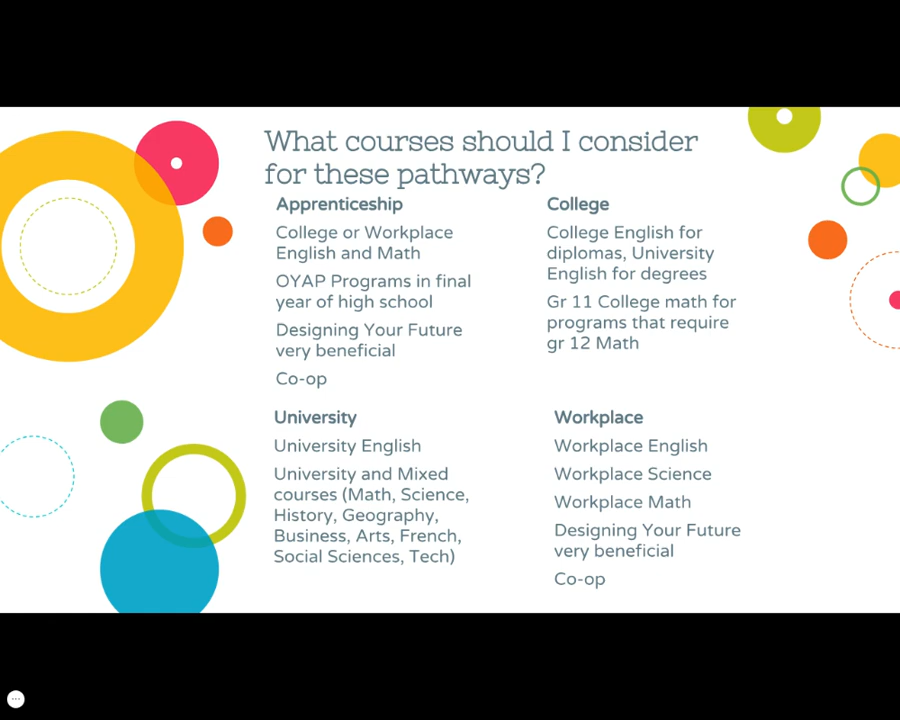 What courses should I consider
for these pathways?
Apprenticeship
College or Workplace
English and Math
OYAP Programs in final
year of high school
Designing Your Future
very beneficial
Co-op
College
College English for
diplomas, University
English for degrees
Gr 11 College math for
programs that require
gr 12 Math
University
University English
University and Mixed
courses (Math, Science,
History, Geography,
Business, Arts, French,
Social Sciences, Tech)
Workplace
Workplace English
Workplace Science
Workplace Math
Designing Your Future
very beneficial
Co-op